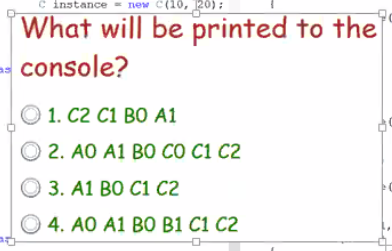 C instance = new C(10, 20);
What will be printed to the
console?
1. C2 C1 B0 A1
2. A0 A1 B0 C0 C1 C2
3. A1 B0 C1 C2
4. A0 A1 B0 B1 C1 C2